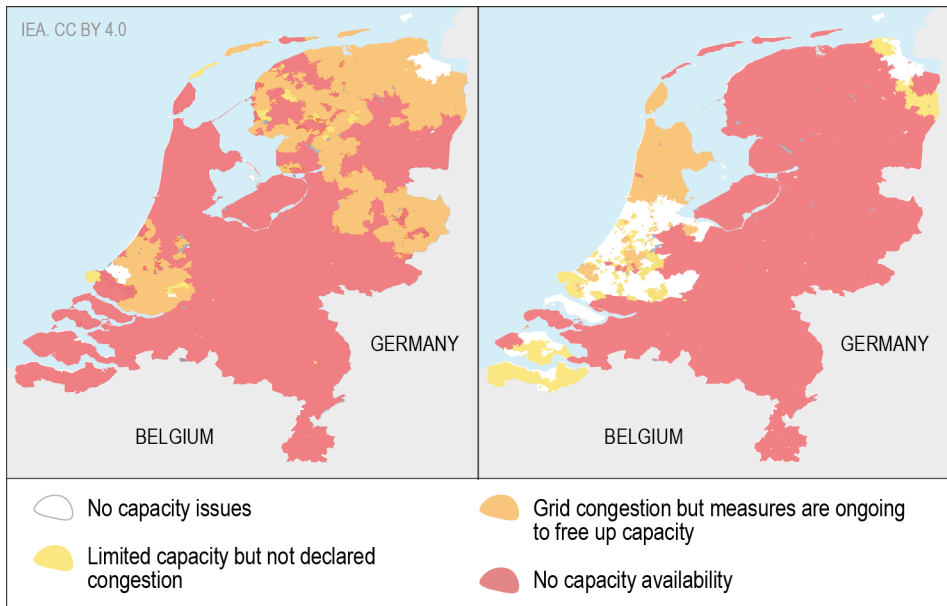 IEA. CC BY 4.0
GERMANY
BELGIUM
GERMANY
BELGIUM
No capacity issues
Limited capacity but not declared
congestion
Grid congestion but measures are ongoing
to free up capacity
No capacity availability